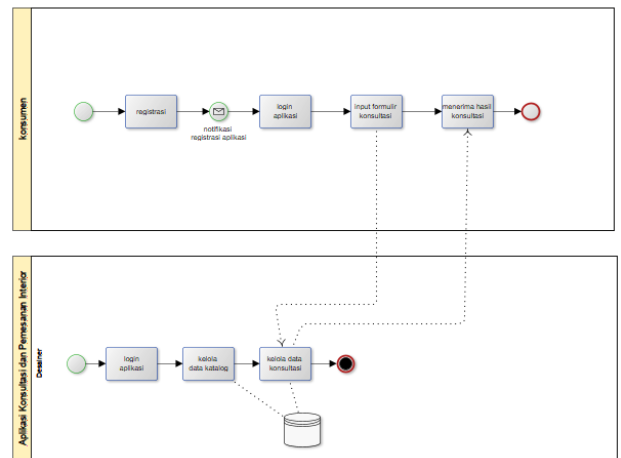 konsumen
registrasi
notifikasi
registrasi aplikasi
login
aplikasi
input formulir
konsultasi
menerima hasil
konsultasi
Aplikasi Konsultasi dan Pemesanan Interior
Desainer
login
aplikasi
kelola
data katalog
kelola data
konsultasi